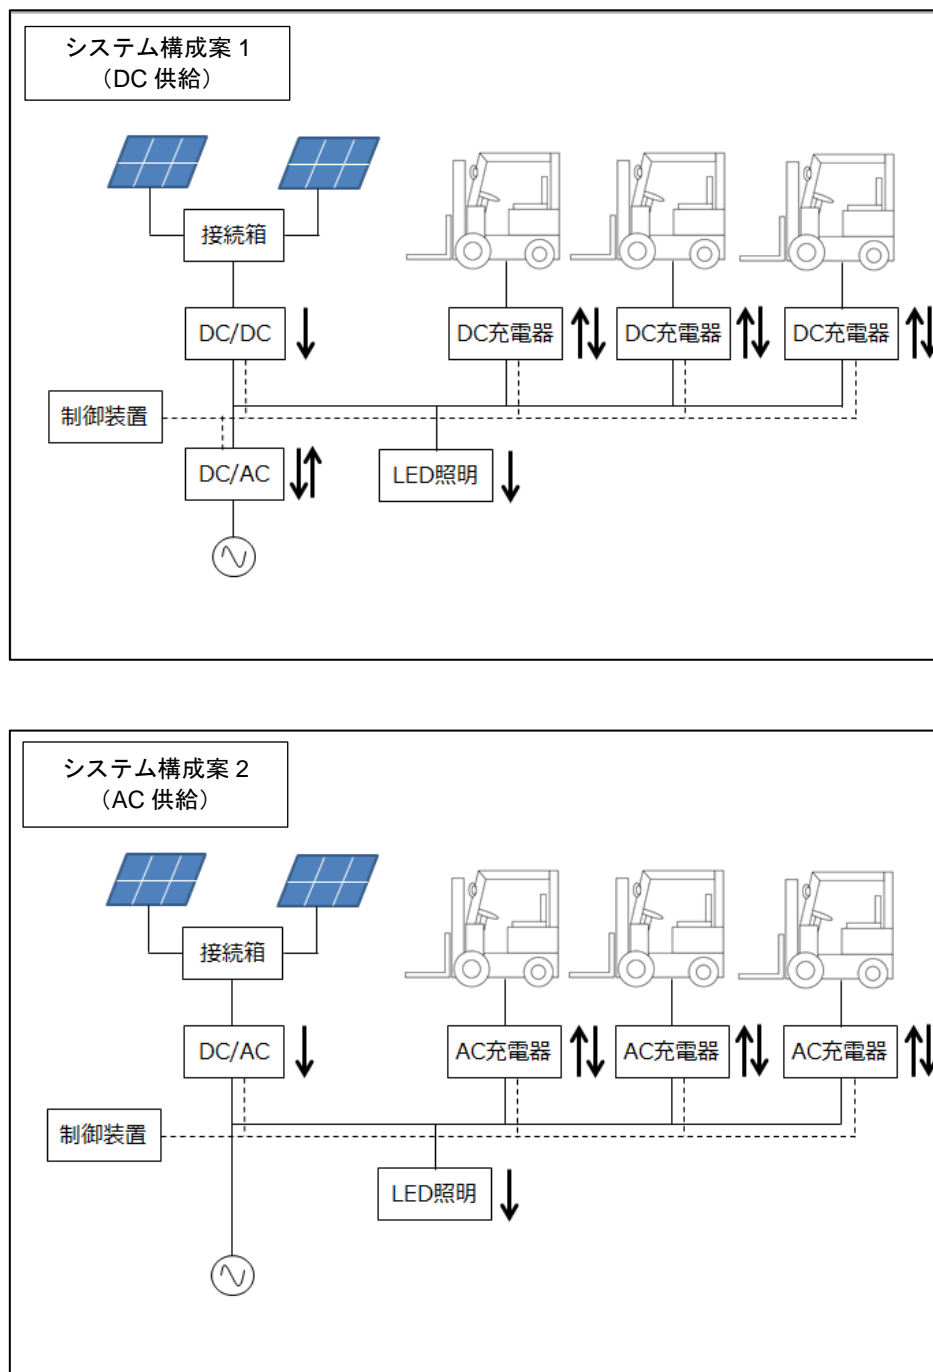 システム構成案 1
（DC 供給）
接続箱
DC/DC
DC充電器
DC充電器
DC充電器
制御装置
DC/AC
LED照明
システム構成案 2
（AC 供給）
接続箱
DC/AC
AC充電器
AC充電器
AC充電器
制御装置
LED照明